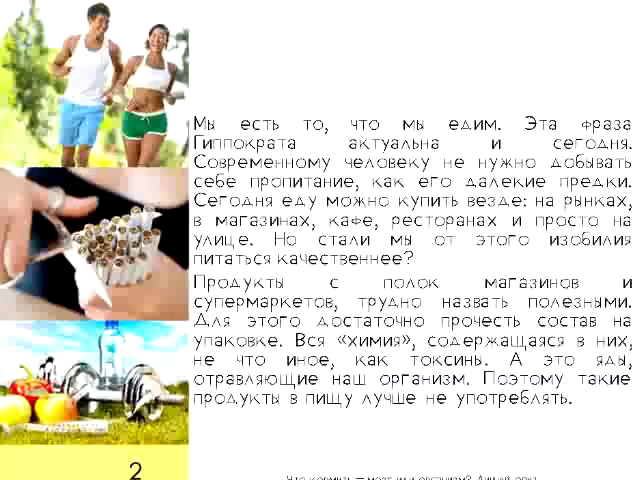 Мы есть то, что мы едим. Эта фраза
Гиппократа актуальна и сегодня.
Современному человеку не нужно добывать
себе пропитание, как его далекие предки.
Сегодня еду можно купить везде: на рынках,
в магазинах, кафе, ресторанах и просто на
улице. Но стали мы от этого изобилия
питаться качественнее?
Продукты с полок магазинов и
супермаркетов, трудно назвать полезными.
Для этого достаточно прочесть состав на
упаковке. Вся «химия», содержащаяся в них,
не что иное, как токсины. А это яды,
отравляющие наш организм. Поэтому такие
продукты в пищу лучше не употреблять.
2